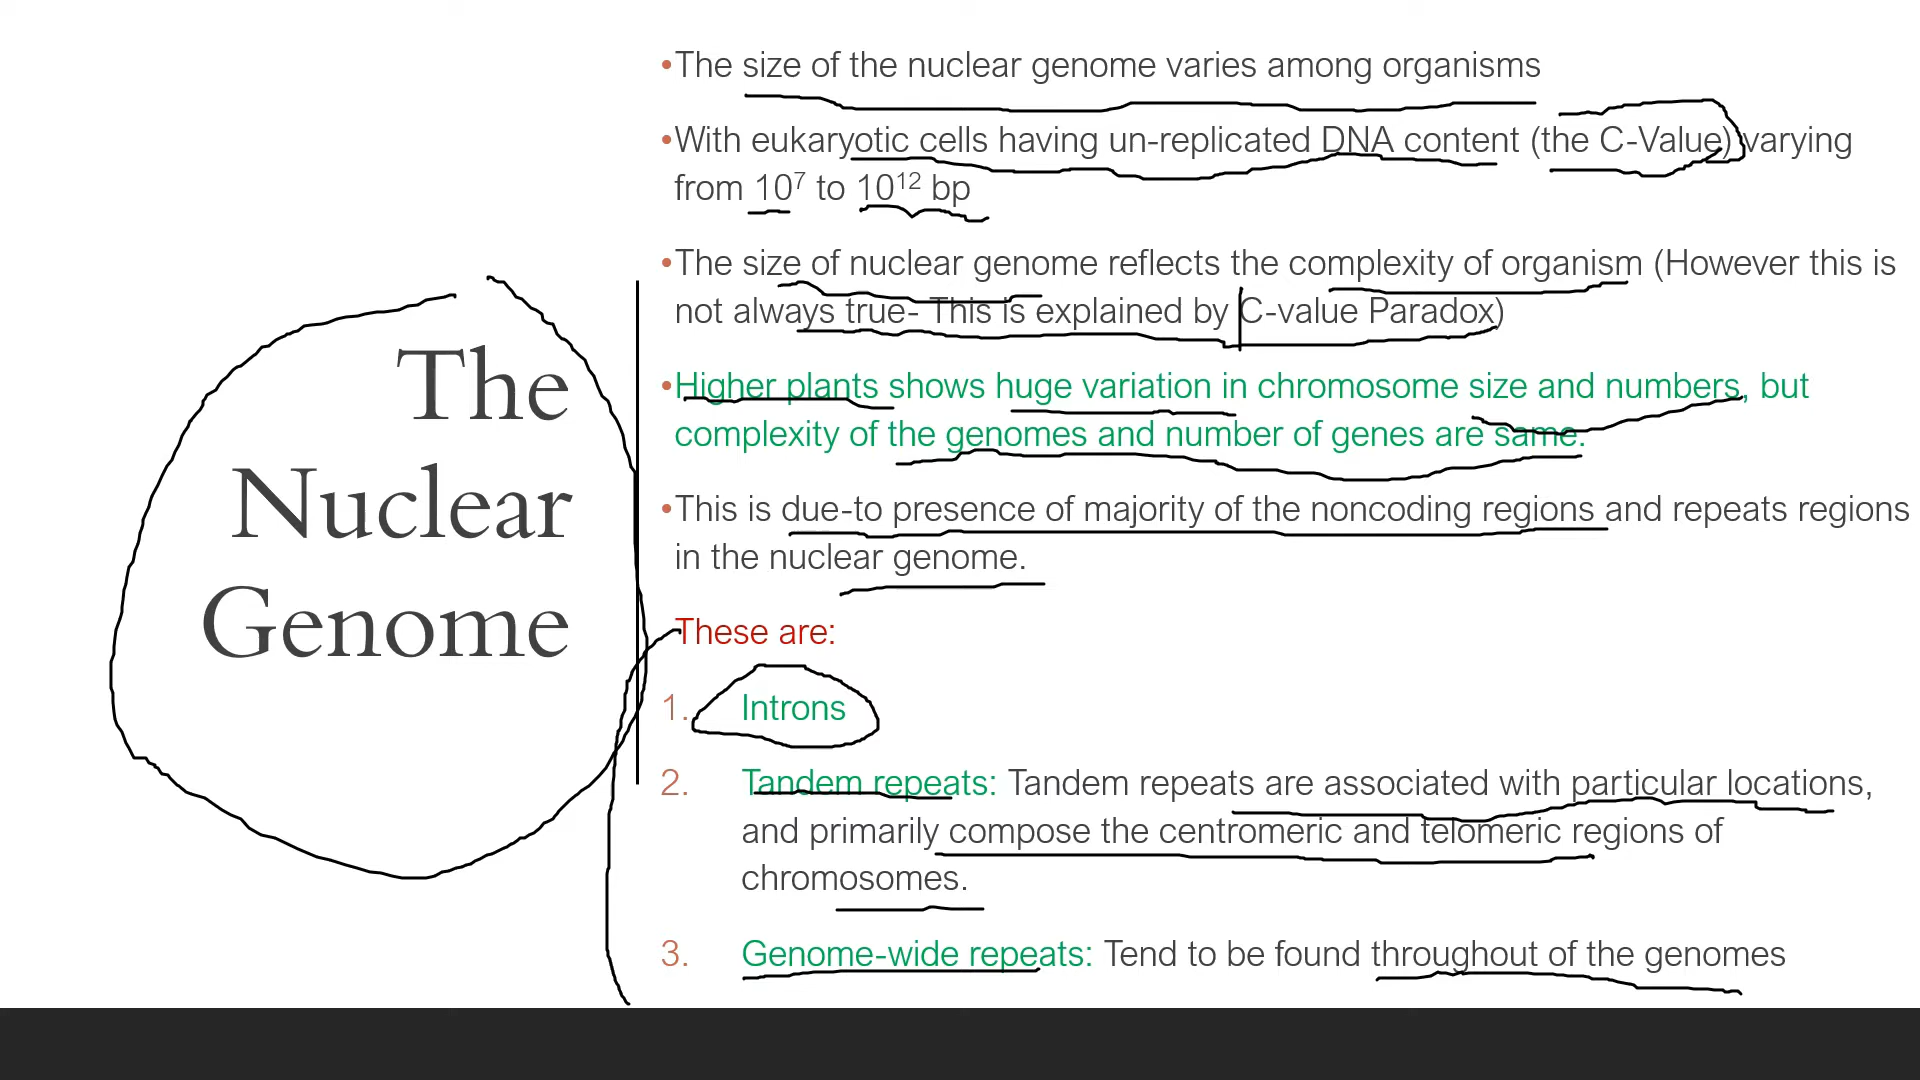 The
Nuclear
Genome
•The size of the nuclear genome varies among organisms
•With eukaryotic cells having un-replicated DNA content (the C-Value) varying
from 10⁷ to 10¹² bp
•The size of nuclear genome reflects the complexity of organism (However this is
not always true- This is explained by C-value Paradox)
•Higher plants shows huge variation in chromosome size and numbers, but
complexity of the genomes and number of genes are same.
•This is due-to presence of majority of the noncoding regions and repeats regions
in the nuclear genome.
These are:
1. Introns
2. Tandem repeats: Tandem repeats are associated with particular locations,
and primarily compose the centromeric and telomeric regions of
chromosomes.
3. Genome-wide repeats: Tend to be found throughout of the genomes